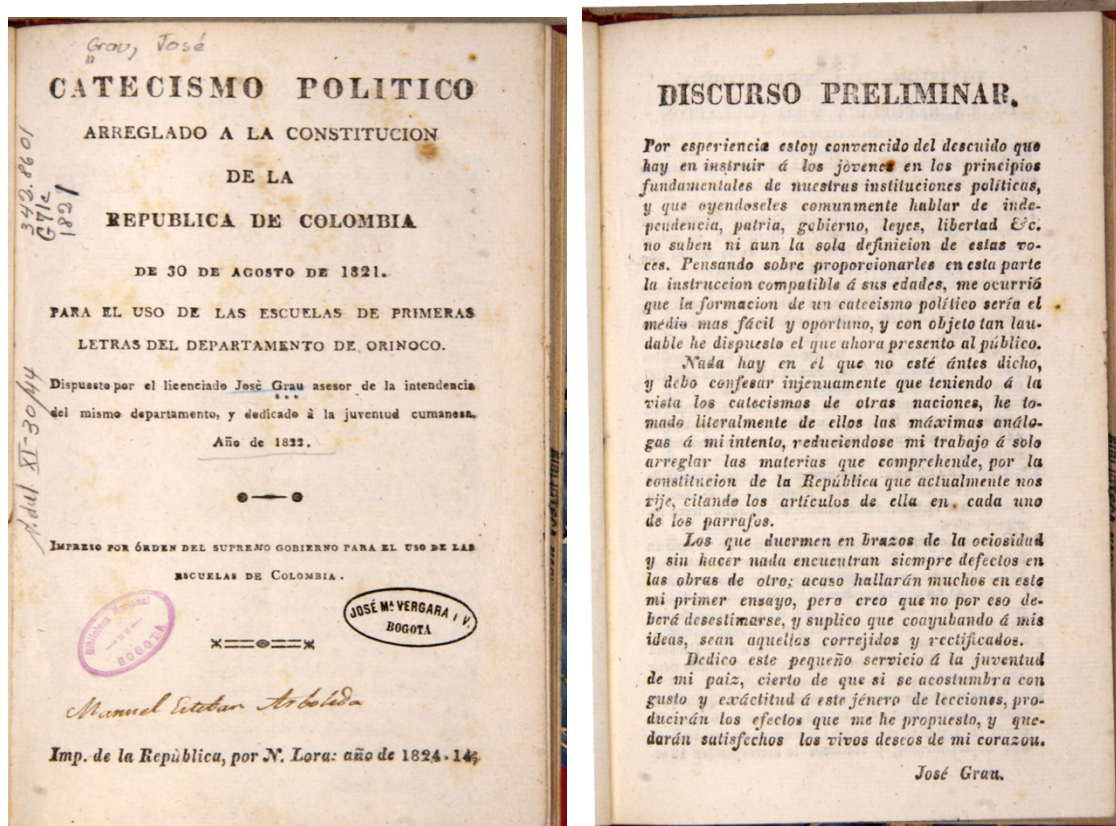 Grau, José
CATECISMO POLITICO
ARREGLADO A LA CONSTITUCION
DE LA
REPUBLICA DE COLOMBIA
DE 30 DE AGOSTO DE 1821.
PARA EL USO DE LAS ESCUELAS DE PRIMERAS
LETRAS DEL DEPARTAMENTO DE ORINOCO.
Dispuesto por el licenciado Josè Grau asesor de la intendencia
del mismo departamento, y dedicado à la juventud cumanesa.
Año de 1822.
IMPRESO POR ÓRDEN DEL SUPREMO GOBIERNO PARA EL USO DE LAS
ESCUELAS DE COLOMBIA.
Biblioteca Nacional
BOGOTA
JOSÉ Mª VERGARA I V.
BOGOTA
Manuel Esteban Arboleda
Imp. de la Repùblica, por N. Lora: año de 1824.14
342.8601
G71c
1821
XI-30/44
DISCURSO PRELIMINAR.
Por esperiencia estoy convencido del descuido que
hay en instruir á los jòvenes en los principios
fundamentales de nuestras instituciones políticas,
y que oyendoseles comunmente hablar de inde-
pendencia, patria, gobierno, leyes, libertad &c.
no saben ni aun la sola definicion de estas vo-
ces. Pensando sobre proporcionarles en esta parte
la instruccion compatible á sus edades, me ocurrió
que la formacion de un catecismo político sería el
medio mas fácil y oportuno, y con objeto tan lau-
dable he dispuesto el que ahora presento al público.
Nada hay en él que no esté ántes dicho,
y debo confesar injenuamente que teniendo á la
vista los catecismos de otras naciones, he to-
mado literalmente de ellos las máximas análo-
gas á mi intento, reduciendose mi trabajo á solo
arreglar las materias que comprehende, por la
constitucion de la República que actualmente nos
rije, citando los artículos de ella en cada uno
de los parrafos.
Los que duermen en brazos de la ociosidad
y sin hacer nada encuentran siempre defectos en
las obras de otro; acaso hallarán muchos en este
mi primer ensayo, pero creo que no por eso de-
berá desestimarse, y suplico que coayubando á mis
ideas, sean aquellos correjidos y rectificados.
Dedico este pequeño servicio á la juventud
de mi paiz, cierto de que si se acostumbra con
gusto y exáctitud á este jénero de lecciones, pro-
ducirán los efectos que me he propuesto, y que-
darán satisfechos los vivos deseos de mi corazon.
José Grau.